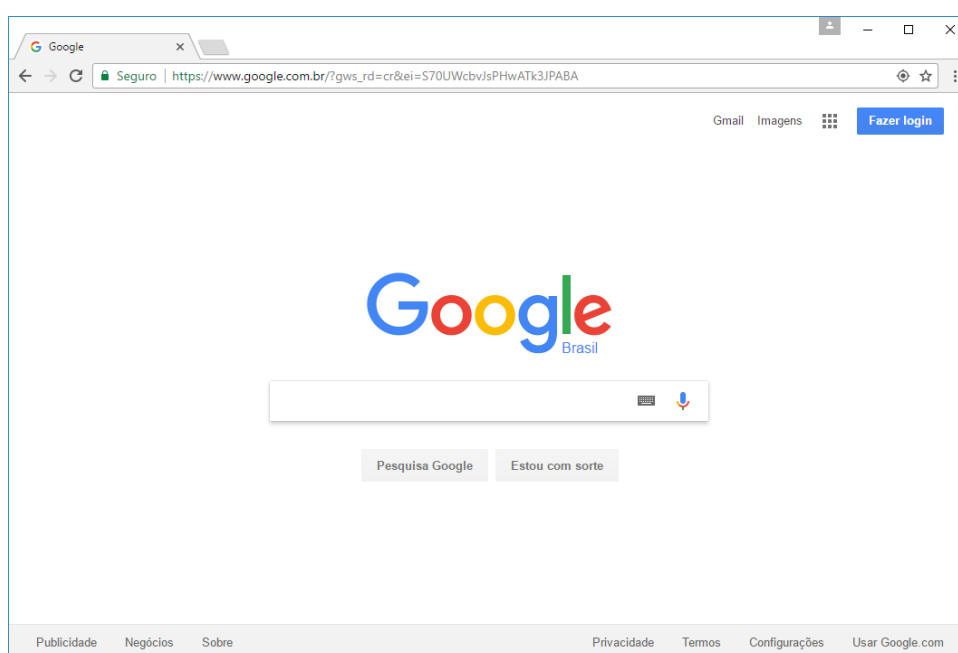 Google
Seguro | https://www.google.com.br/?gws_rd=cr&ei=S70UWcbvJsPHwATk3JPABA
Gmail Imagens Fazer login
Google
Brasil
Pesquisa Google Estou com sorte
Publicidade Negócios Sobre Privacidade Termos Configurações Usar Google.com